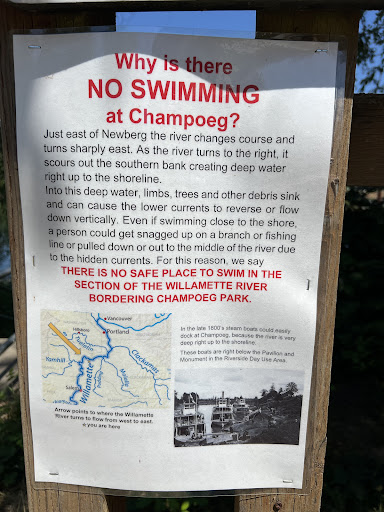 Why is there
NO SWIMMING
at Champoeg?
Just east of Newberg the river changes course and
turns sharply east. As the river turns to the right, it
scours out the southern bank creating deep water
right up to the shoreline.
Into this deep water, limbs, trees and other debris sink
and can cause the lower currents to reverse or flow
down vertically. Even if swimming close to the shore,
a person could get snagged up on a branch or fishing
line or pulled down or out to the middle of the river due
to the hidden currents. For this reason, we say
THERE IS NO SAFE PLACE TO SWIM IN THE
SECTION OF THE WILLAMETTE RIVER
BORDERING CHAMPOEG PARK.
Vancouver
Hillsboro
Portland
Yamhill
Clackamas
Molalla
Pudding
Salem
Willamette
Arrow points to where the Willamette
River turns to flow from west to east.
e you are here
In the late 1800's steam boats could easily
dock at Champoeg, because the river is very
deep right up to the shoreline.
These boats are right below the Pavilion and
Monument in the Riverside Day Use Area.